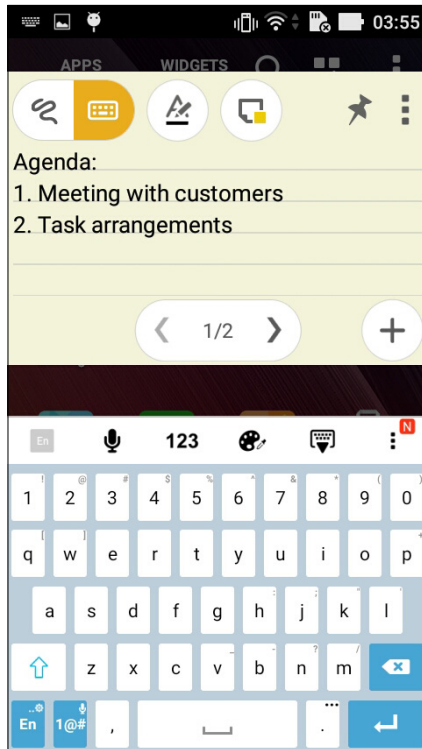 03:55
APPS WIDGETS
Agenda:
1. Meeting with customers
2. Task arrangements
1/2
En 123 N
! @ # $ % ^ & * ( )
1 2 3 4 5 6 7 8 9 0
[ ] +
q w e r t y u i o p
: ; " '
a s d f g h j k l
_ - ? /
z x c v b n m
En 1@# , . ...